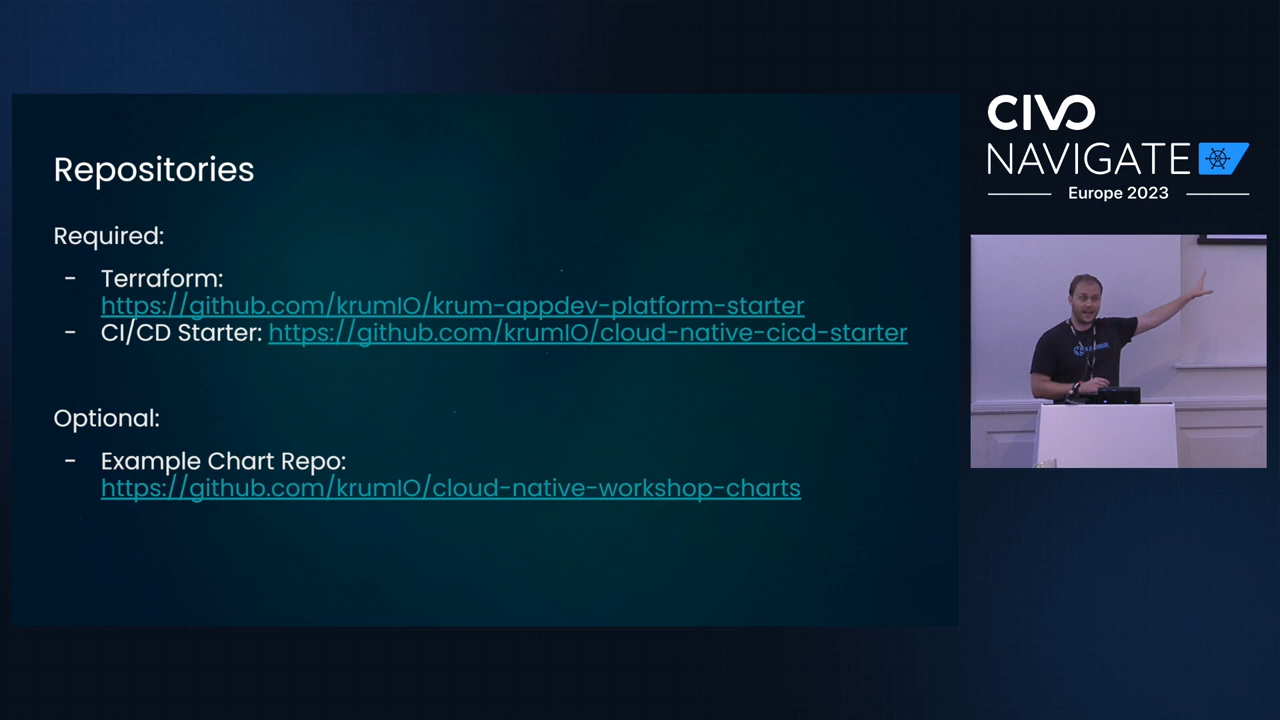 Repositories
Required:
- Terraform:
https://github.com/krumIO/krum-appdev-platform-starter
- CI/CD Starter: https://github.com/krumIO/cloud-native-cicd-starter
Optional:
- Example Chart Repo:
https://github.com/krumIO/cloud-native-workshop-charts
CIVO
NAVIGATE
Europe 2023